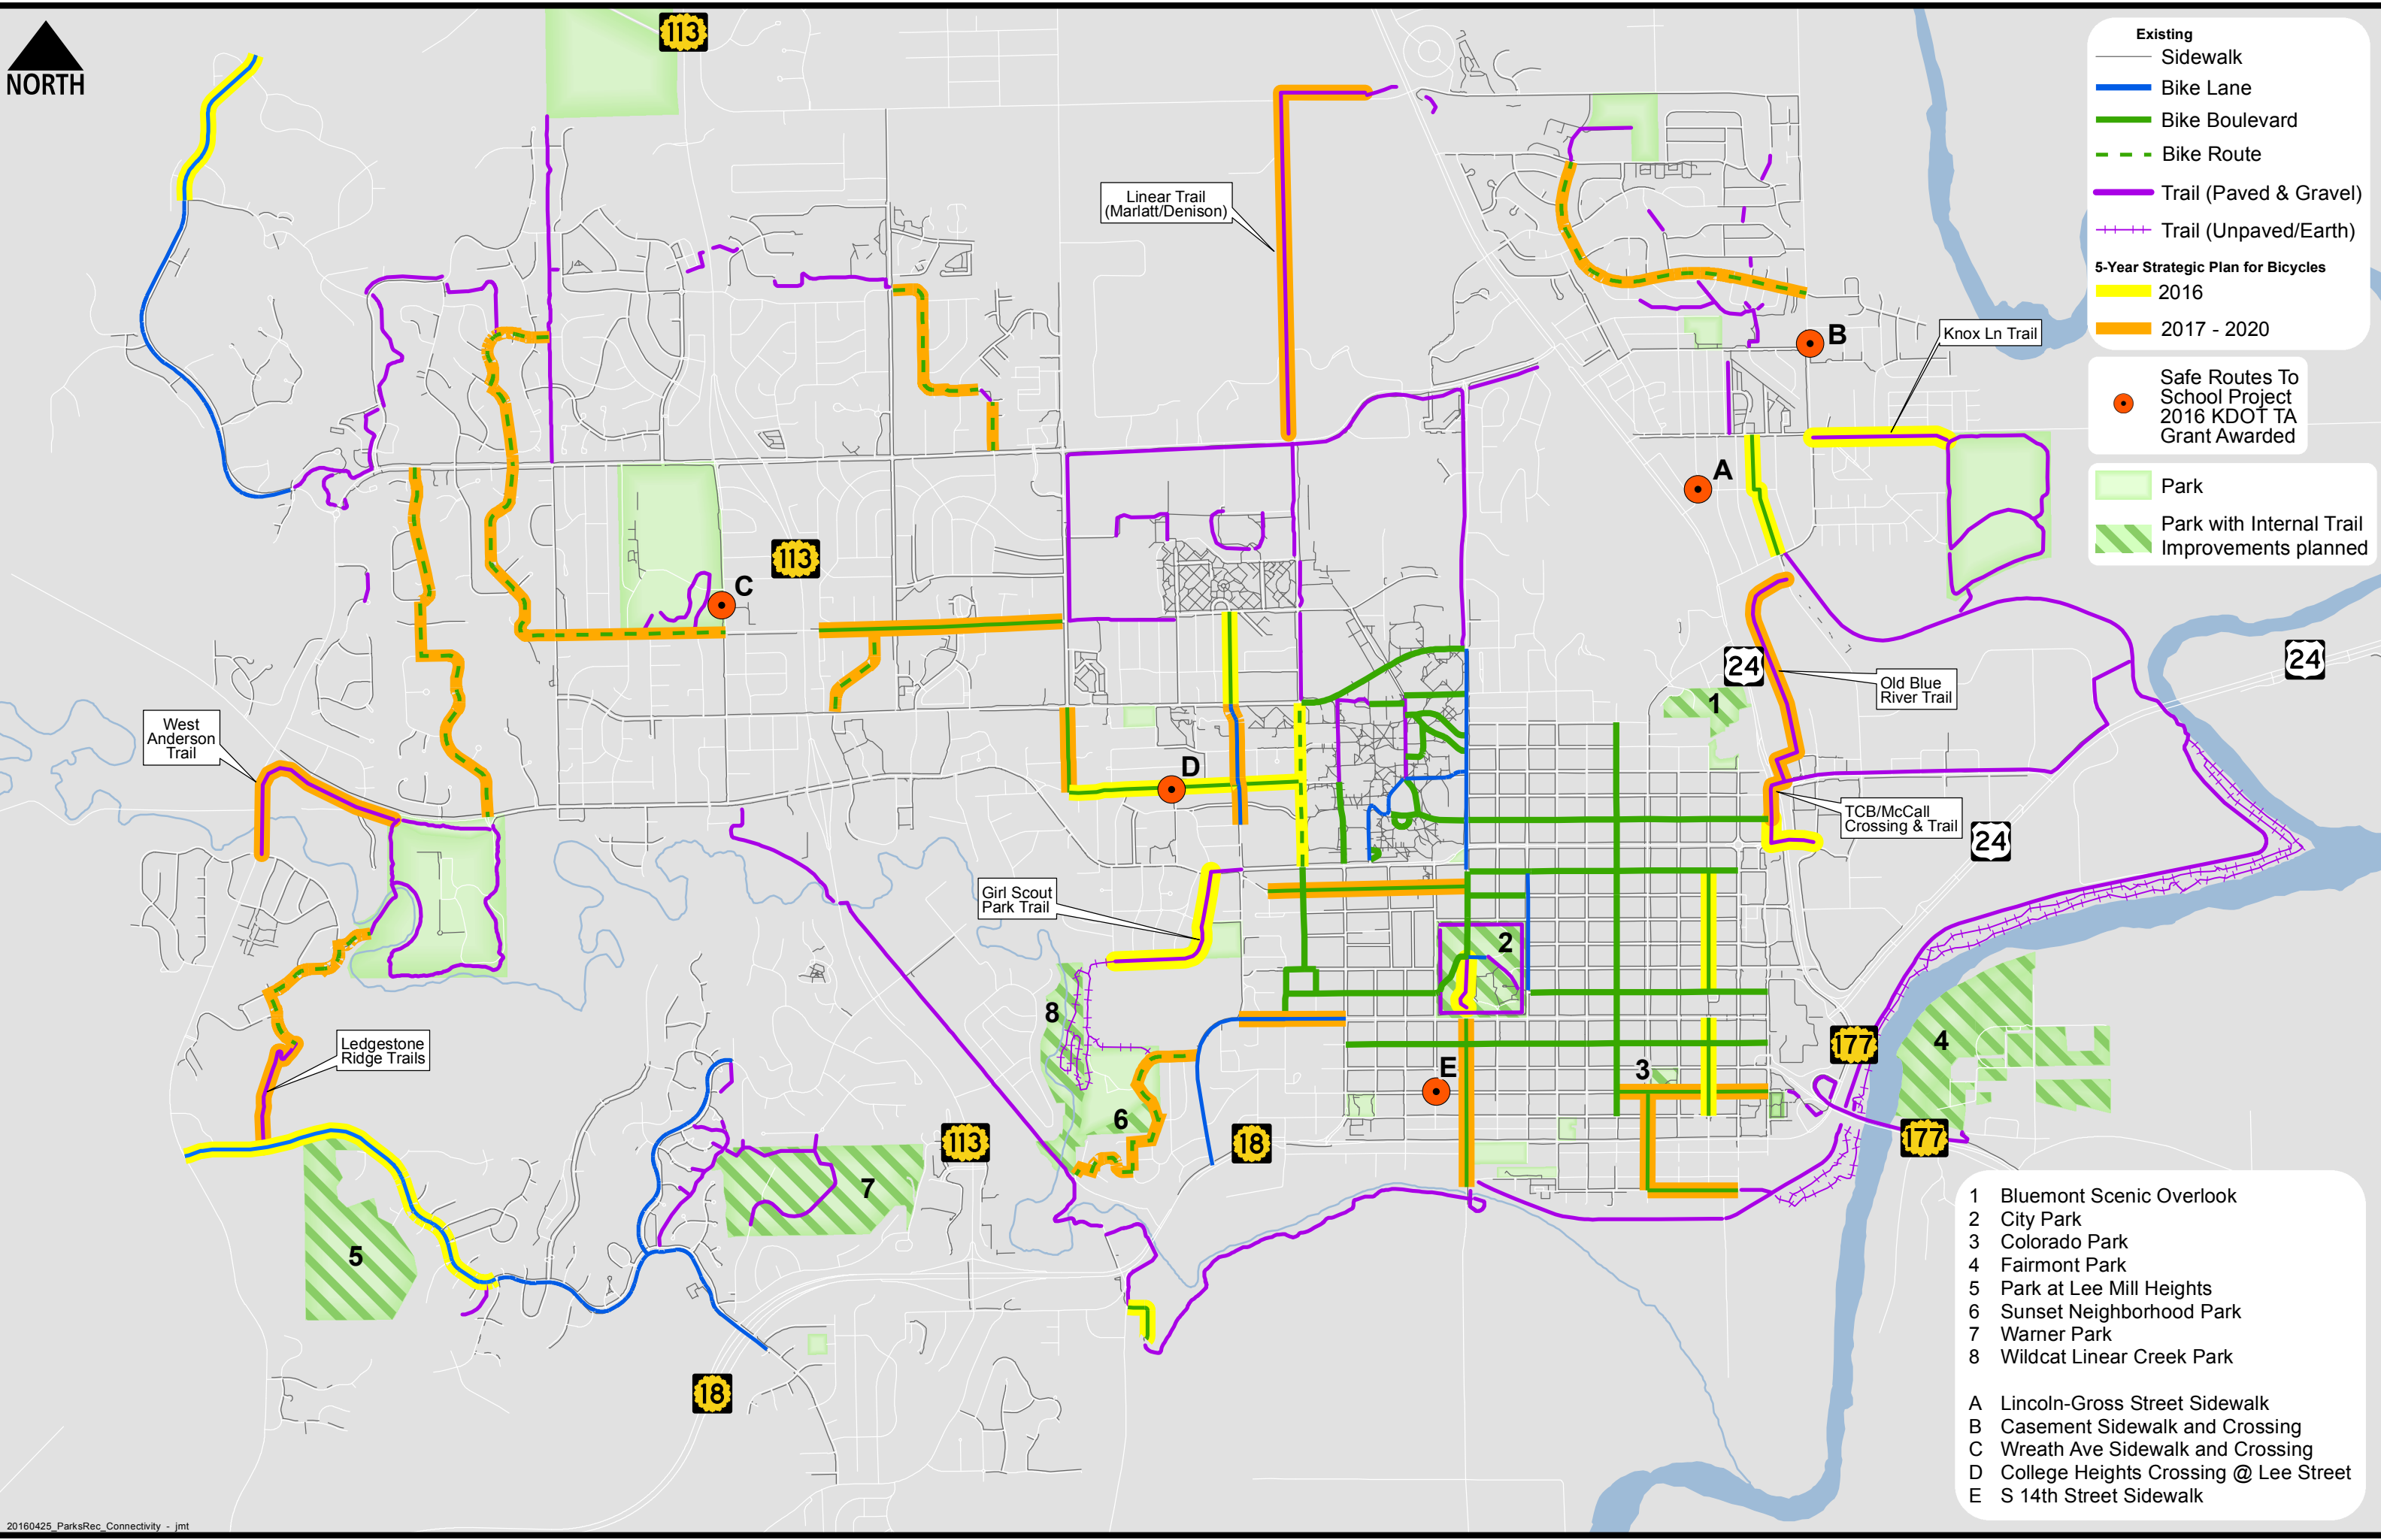 NORTH
113
Linear Trail
(Marlatt/Denison)
B
Knox Ln Trail
A
113
C
24
24
Old Blue
River Trail
1
West
Anderson
Trail
D
TCB/McCall
Crossing & Trail
24
Girl Scout
Park Trail
2
8
Ledgestone
Ridge Trails
177
4
E
3
6
113
18
177
7
5
18
Existing
Sidewalk
Bike Lane
Bike Boulevard
Bike Route
Trail (Paved & Gravel)
Trail (Unpaved/Earth)
5-Year Strategic Plan for Bicycles
2016
2017 - 2020
Safe Routes To
School Project
2016 KDOT TA
Grant Awarded
Park
Park with Internal Trail
Improvements planned
1 Bluemont Scenic Overlook
2 City Park
3 Colorado Park
4 Fairmont Park
5 Park at Lee Mill Heights
6 Sunset Neighborhood Park
7 Warner Park
8 Wildcat Linear Creek Park
A Lincoln-Gross Street Sidewalk
B Casement Sidewalk and Crossing
C Wreath Ave Sidewalk and Crossing
D College Heights Crossing @ Lee Street
E S 14th Street Sidewalk
20160425_ParksRec_Connectivity - jmt